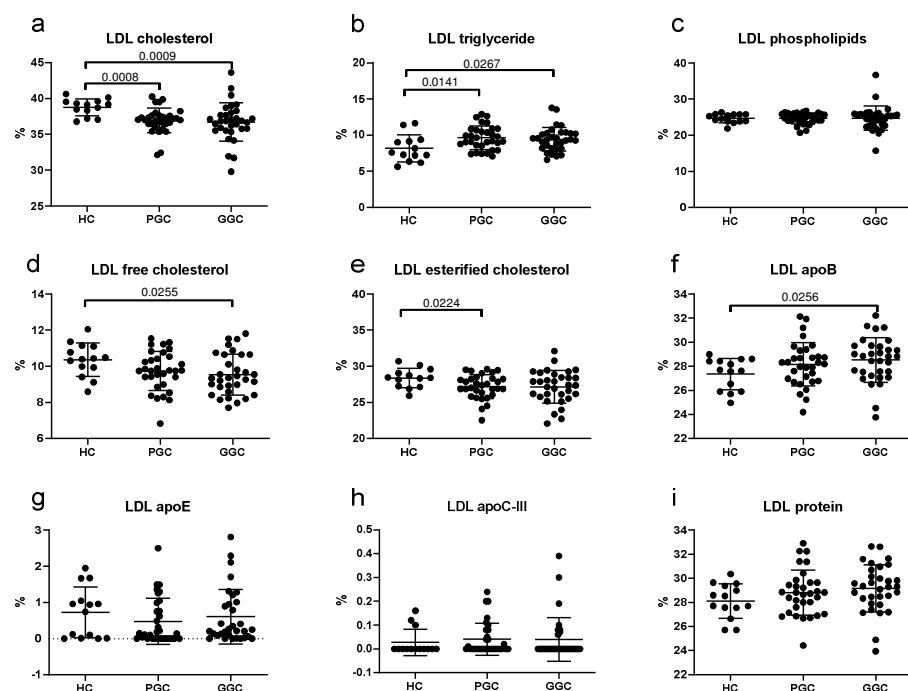 a
LDL cholesterol
0.0009
0.0008
45
40
35
30
25
%
HC PGC GGC
b
LDL triglyceride
0.0267
0.0141
20
15
10
5
0
%
HC PGC GGC
c
LDL phospholipids
40
30
20
10
0
%
HC PGC GGC
d
LDL free cholesterol
0.0255
14
12
10
8
6
%
HC PGC GGC
e
LDL esterified cholesterol
0.0224
35
30
25
20
%
HC PGC GGC
f
LDL apoB
0.0256
34
32
30
28
26
24
22
%
HC PGC GGC
g
LDL apoE
3
2
1
0
-1
%
HC PGC GGC
h
LDL apoC-III
0.5
0.4
0.3
0.2
0.1
0.0
-0.1
%
HC PGC GGC
i
LDL protein
34
32
30
28
26
24
22
%
HC PGC GGC